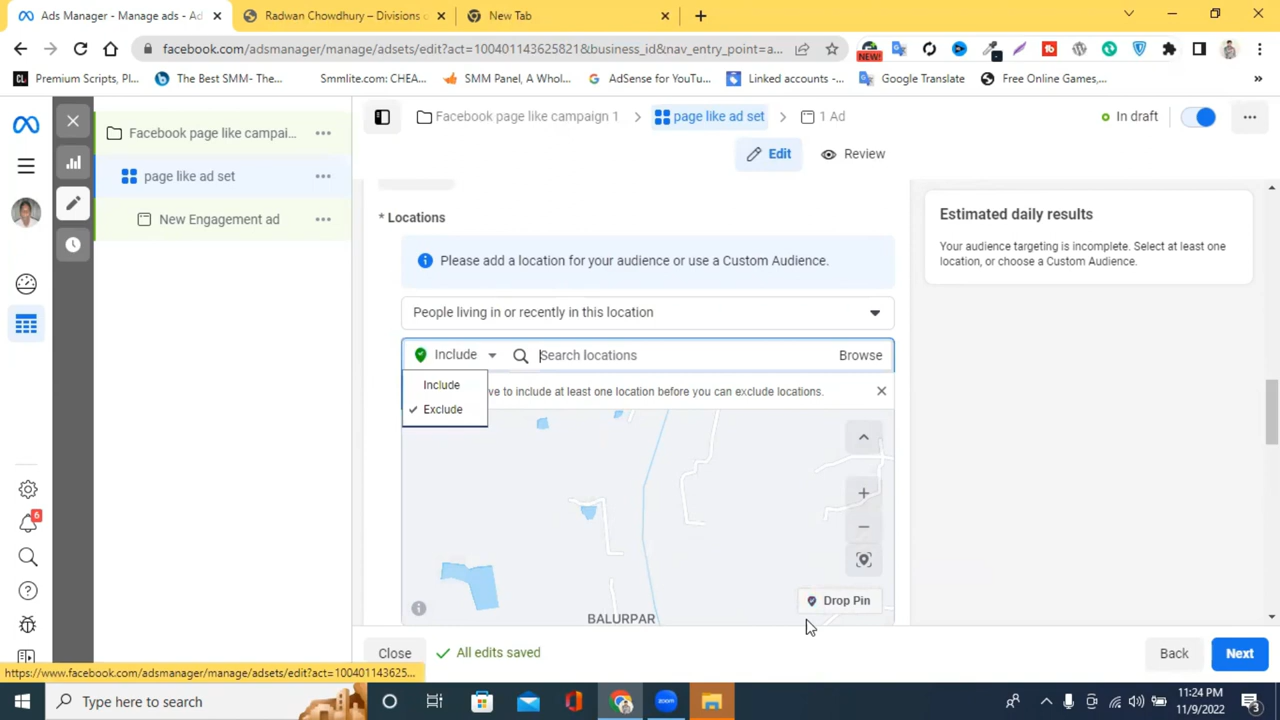 Ads Manager - Manage ads - Ad
Radwan Chowdhury – Divisions of
New Tab
facebook.com/adsmanager/manage/adsets/edit?act=100401143625821&business_id&nav_entry_point=a...
NEW!
CL Premium Scripts, Pl...
The Best SMM- The...
Smmlite.com: CHEA...
SMM Panel, A Whol...
AdSense for YouTu...
Linked accounts -...
Google Translate
Free Online Games,...
»
Facebook page like campai...
Facebook page like campaign 1
page like ad set
1 Ad
In draft
Edit
Review
page like ad set
New Engagement ad
* Locations
Please add a location for your audience or use a Custom Audience.
People living in or recently in this location
Include
Search locations
Browse
Include
Exclude
ve to include at least one location before you can exclude locations.
Drop Pin
BALURPAR
Estimated daily results
Your audience targeting is incomplete. Select at least one
location, or choose a Custom Audience.
6
Close
All edits saved
Back
Next
https://www.facebook.com/adsmanager/manage/adsets/edit?act=100401143625...
Type here to search
zoom
11:24 PM
11/9/2022
3